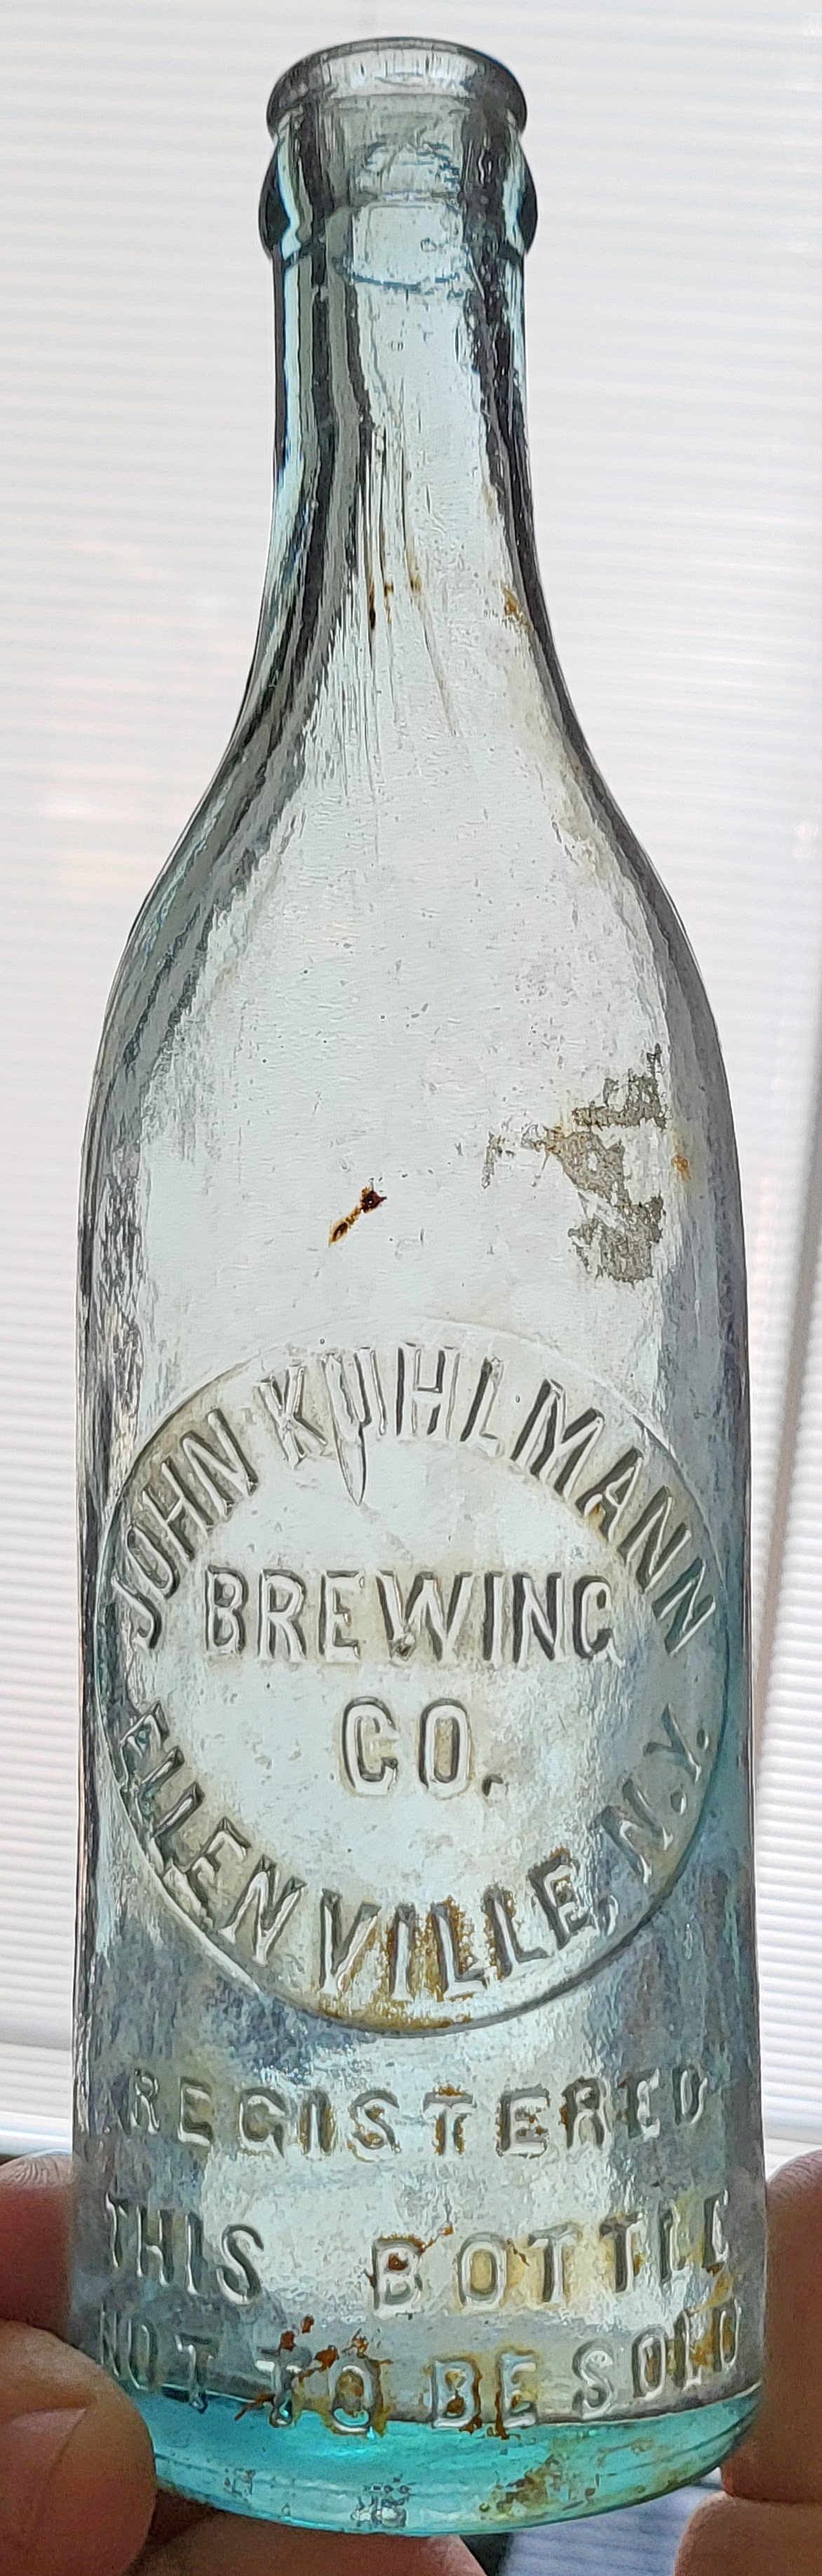 JOHN KUHLMANN
BREWING
CO.
ELLENVILLE, N.Y.
REGISTERED
THIS BOTTLE
NOT TO BE SOLD